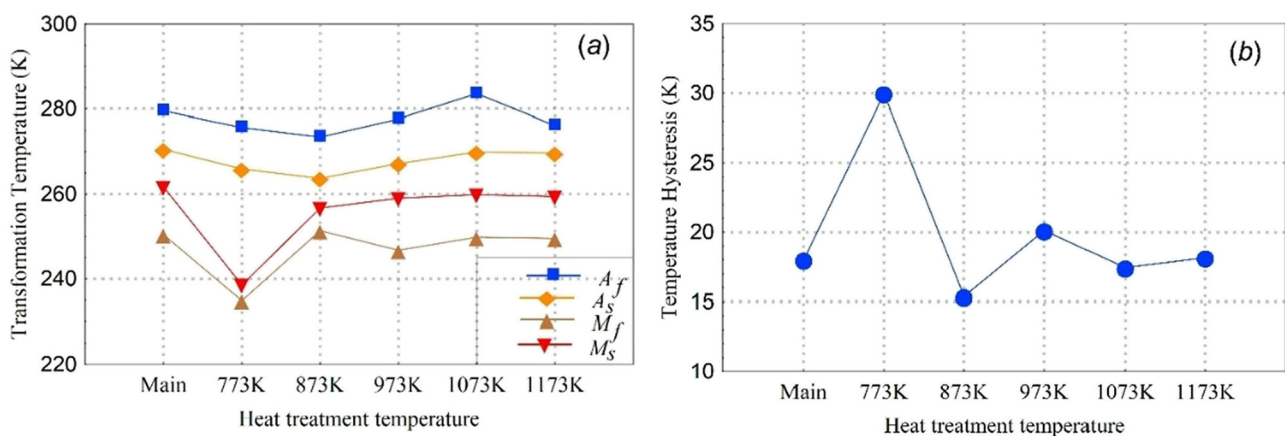 Transformation Temperature (K)
300
280
260
240
220
(a)
A_f
A_s
M_f
M_s
Main 773K 873K 973K 1073K 1173K
Heat treatment temperature
Temperature Hysteresis (K)
35
30
25
20
15
10
(b)
Main 773K 873K 973K 1073K 1173K
Heat treatment temperature